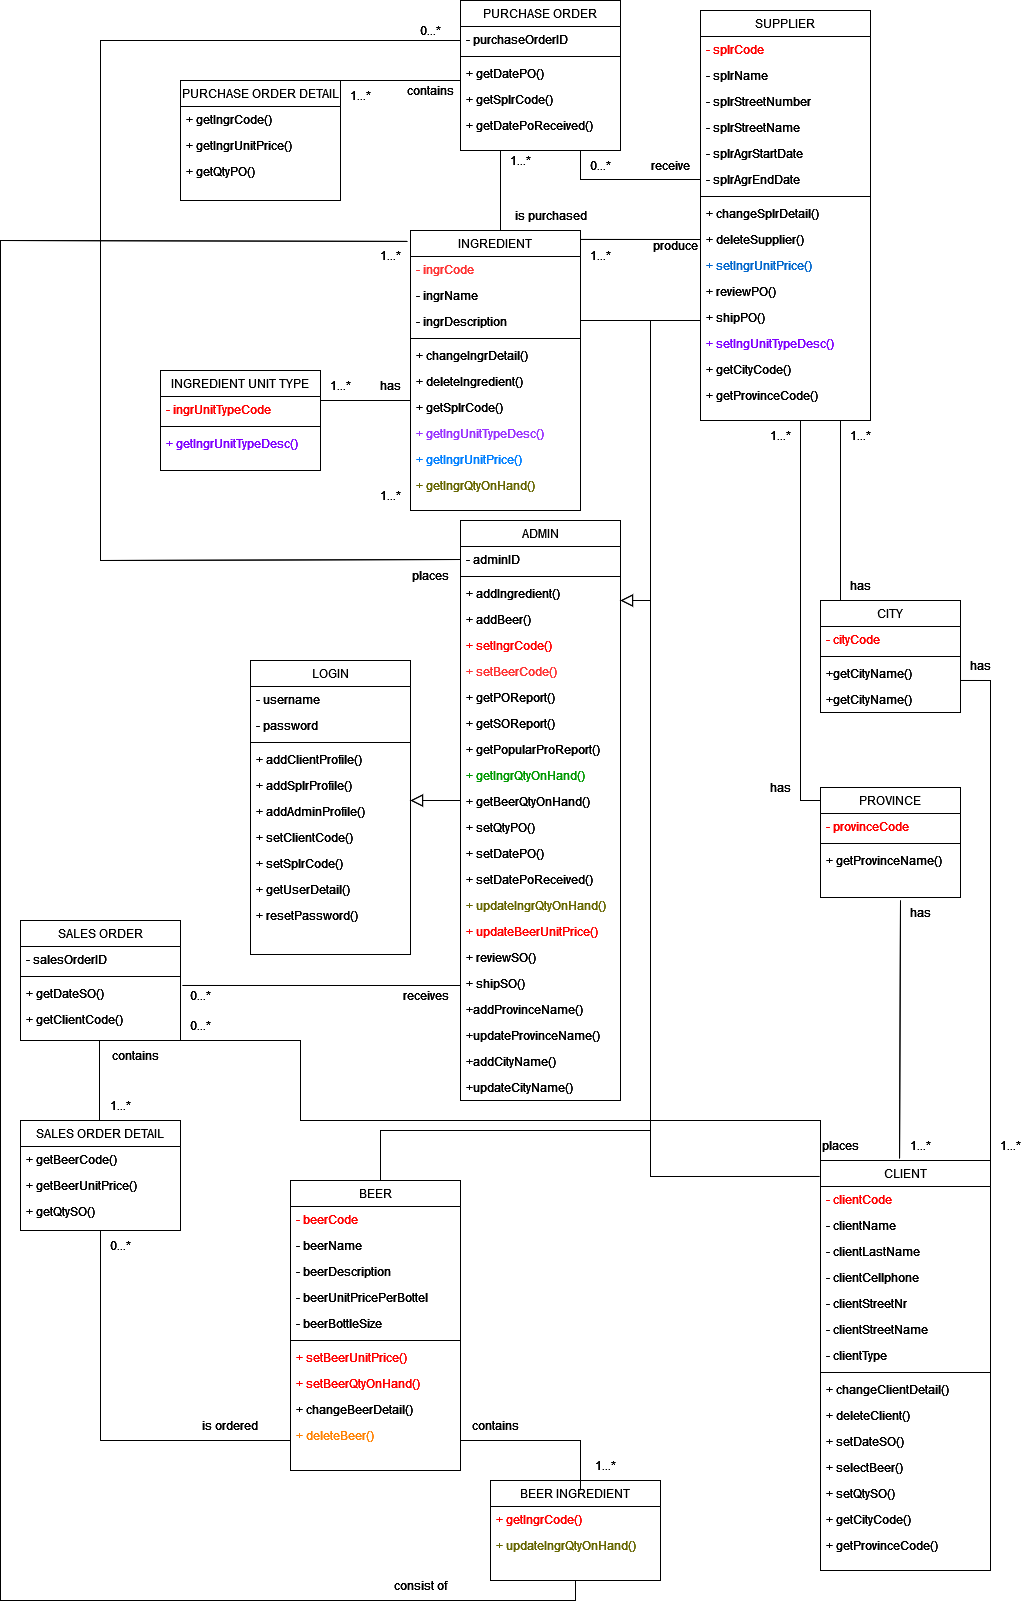 PURCHASE ORDER
- purchaseOrderID
+ getDatePO()
+ getSplrCode()
+ getDatePoReceived()
0...*
contains
1...*
PURCHASE ORDER DETAIL
+ getIngrCode()
+ getIngrUnitPrice()
+ getQtyPO()
SUPPLIER
- splrCode
- splrName
- splrStreetNumber
- splrStreetName
- splrAgrStartDate
- splrAgrEndDate
+ changeSplrDetail()
+ deleteSupplier()
+ setIngrUnitPrice()
+ reviewPO()
+ shipPO()
+ setIngUnitTypeDesc()
+ getCityCode()
+ getProvinceCode()
1...*
0...*
receive
is purchased
1...*
1...*
produce
INGREDIENT
- ingrCode
- ingrName
- ingrDescription
+ changeIngrDetail()
+ deleteIngredient()
+ getSplrCode()
+ getIngUnitTypeDesc()
+ getIngrUnitPrice()
+ getIngrQtyOnHand()
INGREDIENT UNIT TYPE
- ingrUnitTypeCode
+ getIngrUnitTypeDesc()
1...*
has
1...*
1...*
1...*
places
ADMIN
- adminID
+ addIngredient()
+ addBeer()
+ setIngrCode()
+ setBeerCode()
+ getPOReport()
+ getSOReport()
+ getPopularProReport()
+ getIngrQtyOnHand()
+ getBeerQtyOnHand()
+ setQtyPO()
+ setDatePO()
+ setDatePoReceived()
+ updateIngrQtyOnHand()
+ updateBeerUnitPrice()
+ reviewSO()
+ shipSO()
+addProvinceName()
+updateProvinceName()
+addCityName()
+updateCityName()
has
CITY
- cityCode
+getCityName()
+getCityName()
has
LOGIN
- username
- password
+ addClientProfile()
+ addSplrProfile()
+ addAdminProfile()
+ setClientCode()
+ setSplrCode()
+ getUserDetail()
+ resetPassword()
has
PROVINCE
- provinceCode
+ getProvinceName()
has
SALES ORDER
- salesOrderID
+ getDateSO()
+ getClientCode()
0...*
receives
0...*
contains
1...*
SALES ORDER DETAIL
+ getBeerCode()
+ getBeerUnitPrice()
+ getQtySO()
0...*
places
1...*
1...*
CLIENT
- clientCode
- clientName
- clientLastName
- clientCellphone
- clientStreetNr
- clientStreetName
- clientType
+ changeClientDetail()
+ deleteClient()
+ setDateSO()
+ selectBeer()
+ setQtySO()
+ getCityCode()
+ getProvinceCode()
BEER
- beerCode
- beerName
- beerDescription
- beerUnitPricePerBottel
- beerBottleSize
+ setBeerUnitPrice()
+ setBeerQtyOnHand()
+ changeBeerDetail()
+ deleteBeer()
is ordered
contains
1...*
BEER INGREDIENT
+ getIngrCode()
+ updateIngrQtyOnHand()
consist of